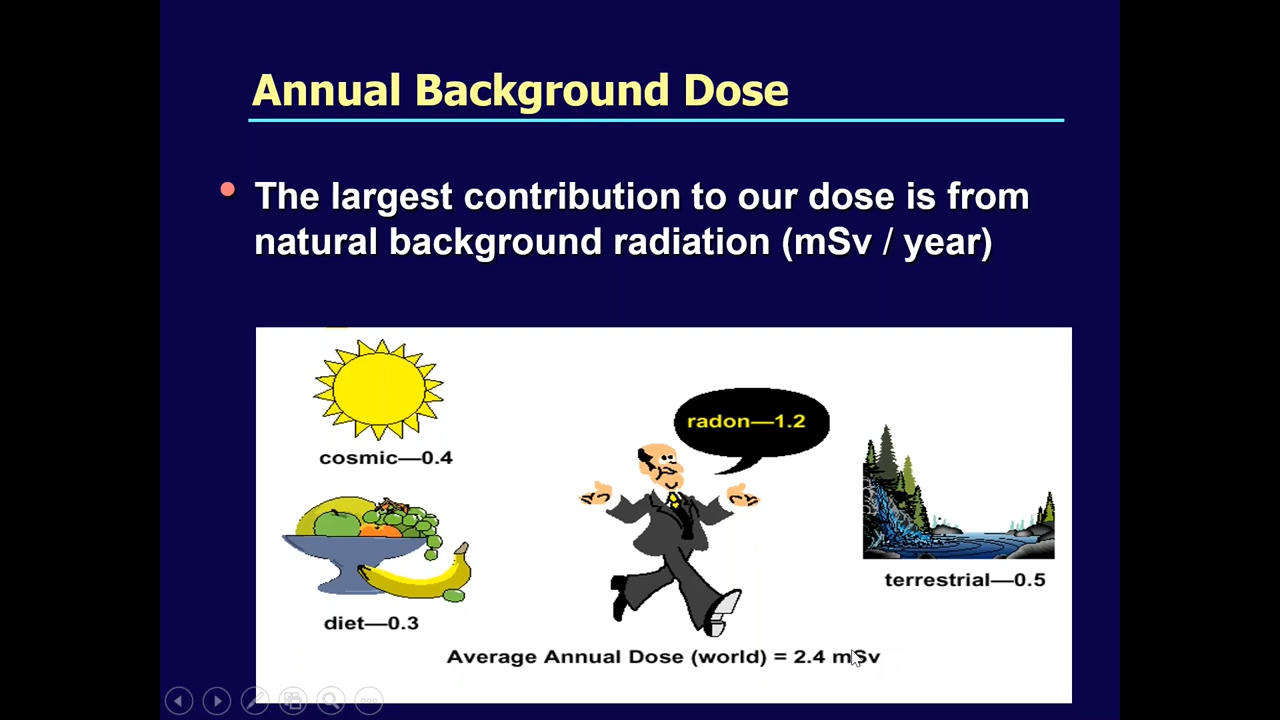 Annual Background Dose
• The largest contribution to our dose is from
natural background radiation (mSv / year)
radon—1.2
cosmic—0.4
terrestrial—0.5
diet—0.3
Average Annual Dose (world) = 2.4 mSv